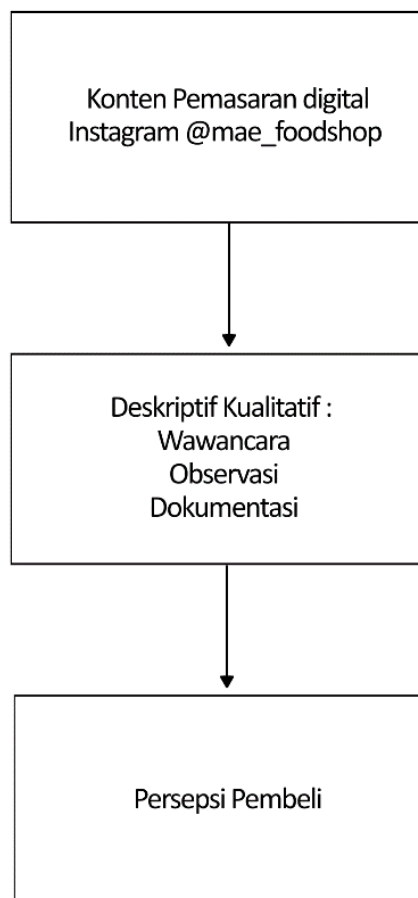 Konten Pemasaran digital
Instagram @mae_foodshop
Deskriptif Kualitatif :
Wawancara
Observasi
Dokumentasi
Persepsi Pembeli